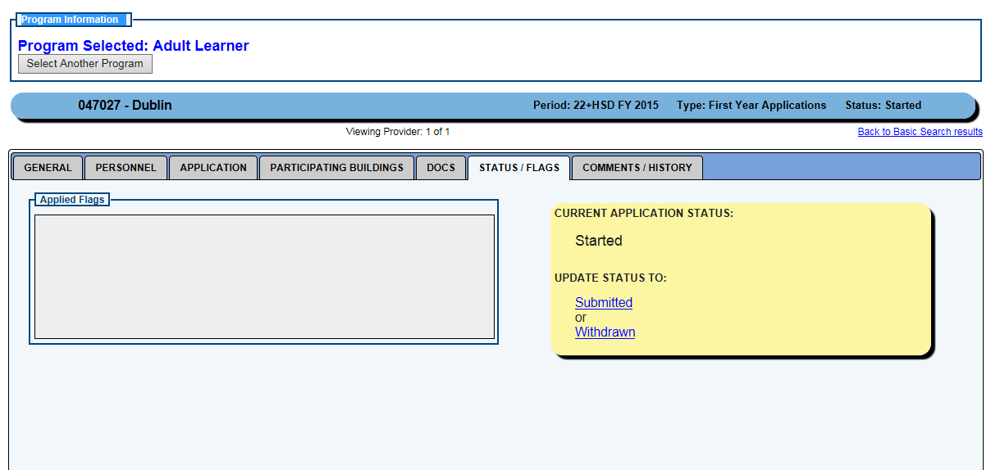 Program Information
Program Selected: Adult Learner
Select Another Program
047027 - Dublin Period: 22+HSD FY 2015 Type: First Year Applications Status: Started
Viewing Provider: 1 of 1 Back to Basic Search results
GENERAL PERSONNEL APPLICATION PARTICIPATING BUILDINGS DOCS STATUS / FLAGS COMMENTS / HISTORY
Applied Flags
CURRENT APPLICATION STATUS:
Started
UPDATE STATUS TO:
Submitted
or
Withdrawn